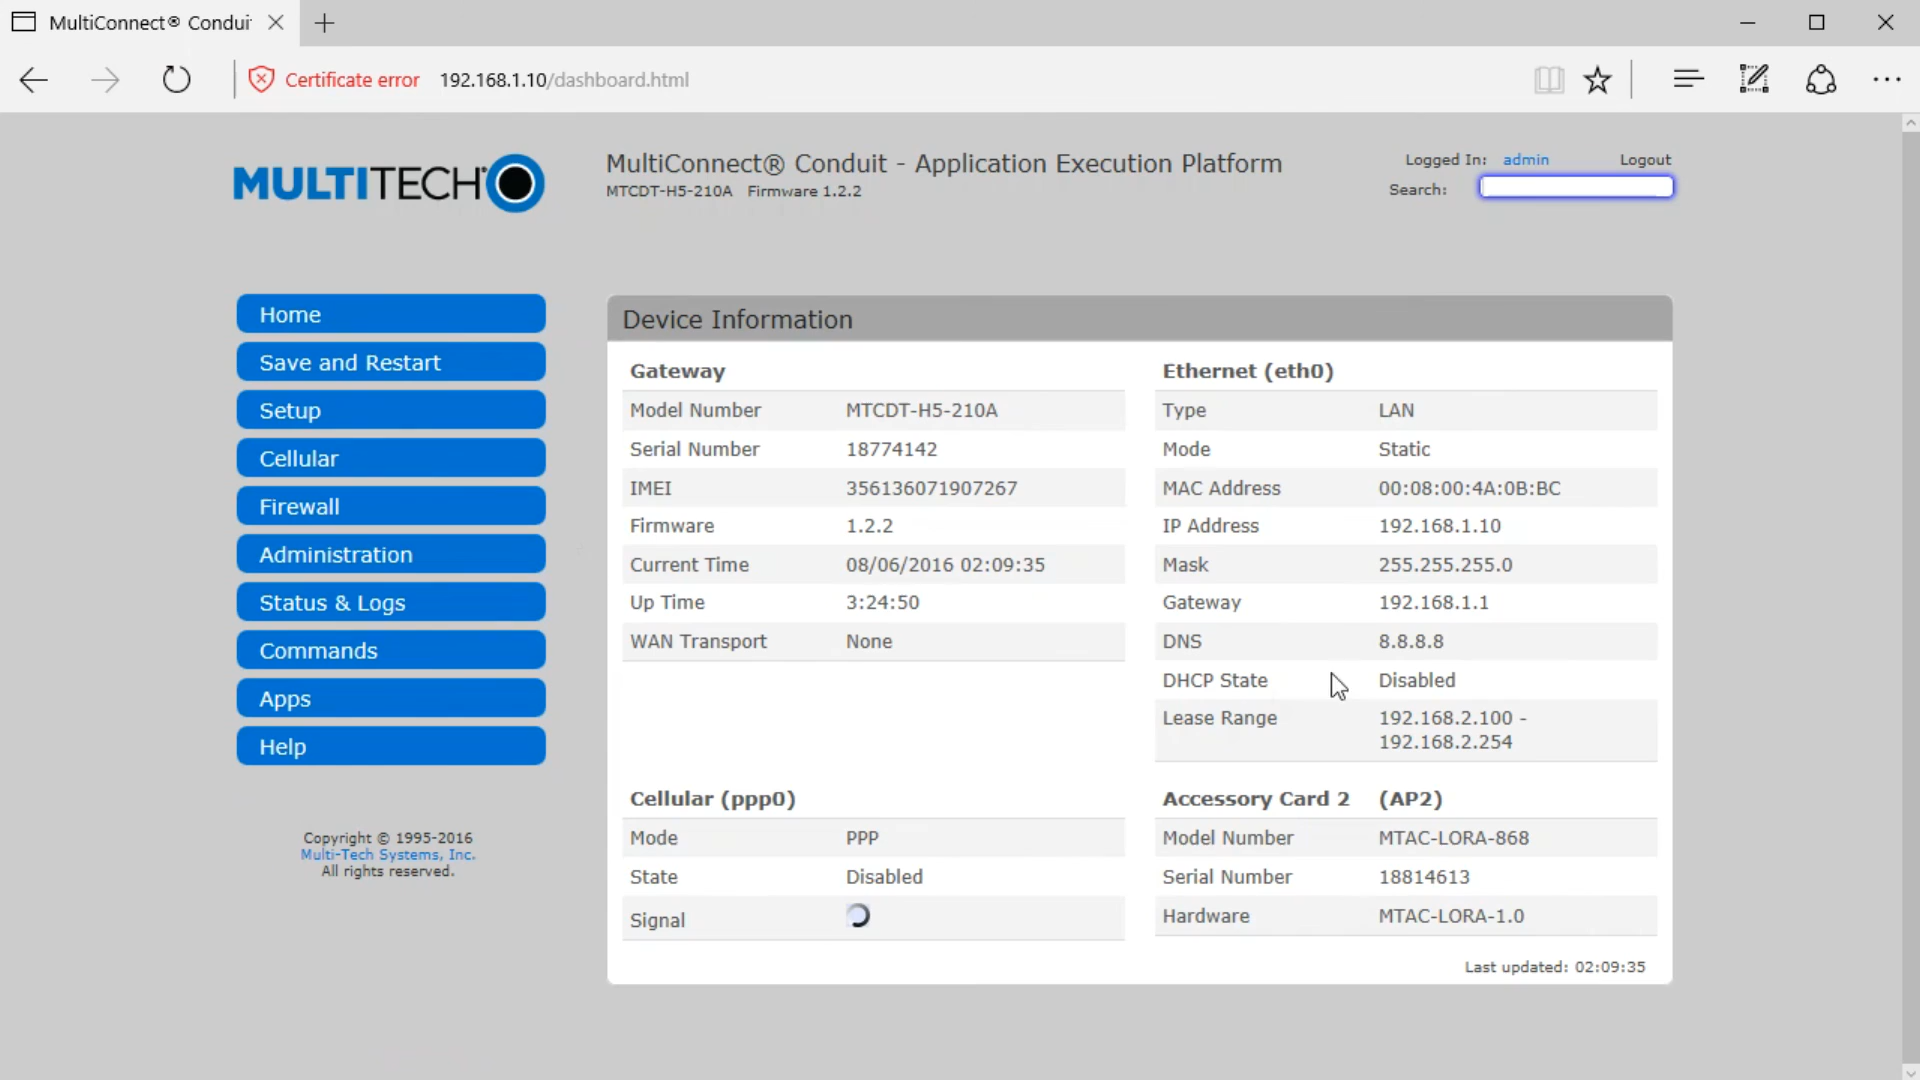 MultiConnect® Condui
Certificate error 192.168.1.10/dashboard.html
MULTITECH
MultiConnect® Conduit - Application Execution Platform
MTCDT-H5-210A Firmware 1.2.2
Logged In: admin Logout
Search:
Home
Save and Restart
Setup
Cellular
Firewall
Administration
Status & Logs
Commands
Apps
Help
Copyright © 1995-2016
Multi-Tech Systems, Inc.
All rights reserved.
Device Information
Gateway
Model Number MTCDT-H5-210A
Serial Number 18774142
IMEI 356136071907267
Firmware 1.2.2
Current Time 08/06/2016 02:09:35
Up Time 3:24:50
WAN Transport None
Ethernet (eth0)
Type LAN
Mode Static
MAC Address 00:08:00:4A:0B:BC
IP Address 192.168.1.10
Mask 255.255.255.0
Gateway 192.168.1.1
DNS 8.8.8.8
DHCP State Disabled
Lease Range 192.168.2.100 -
192.168.2.254
Cellular (ppp0)
Mode PPP
State Disabled
Signal
Accessory Card 2 (AP2)
Model Number MTAC-LORA-868
Serial Number 18814613
Hardware MTAC-LORA-1.0
Last updated: 02:09:35